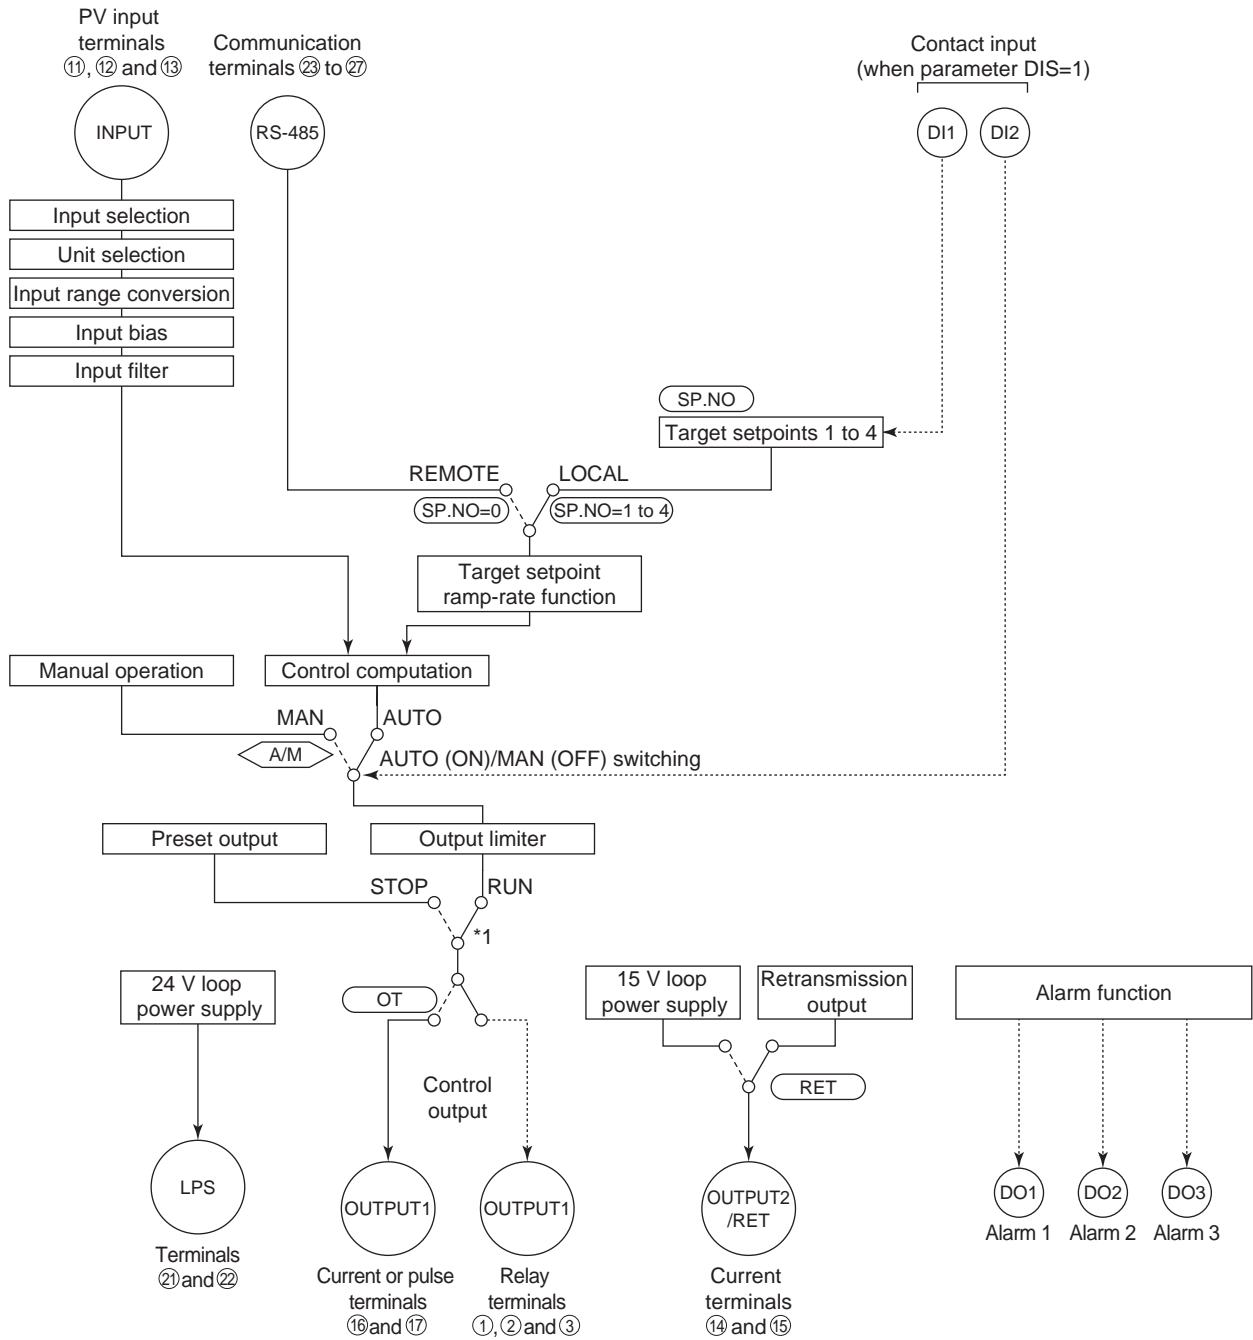 PV input
terminals
⑪, ⑫ and ⑬
Communication
terminals ㉓ to ㉗
Contact input
(when parameter DIS=1)
INPUT
RS-485
DI1
DI2
Input selection
Unit selection
Input range conversion
Input bias
Input filter
SP.NO
Target setpoints 1 to 4
REMOTE
LOCAL
SP.NO=0
SP.NO=1 to 4
Target setpoint
ramp-rate function
Manual operation
Control computation
MAN
AUTO
A/M
AUTO (ON)/MAN (OFF) switching
Preset output
Output limiter
STOP
RUN
*1
24 V loop
power supply
OT
15 V loop
power supply
Retransmission
output
Alarm function
RET
Control
output
LPS
OUTPUT1
OUTPUT1
OUTPUT2
/RET
DO1
DO2
DO3
Alarm 1
Alarm 2
Alarm 3
Terminals
㉑ and ㉒
Current or pulse
terminals
⑯ and ⑰
Relay
terminals
①, ② and ③
Current
terminals
⑭ and ⑮